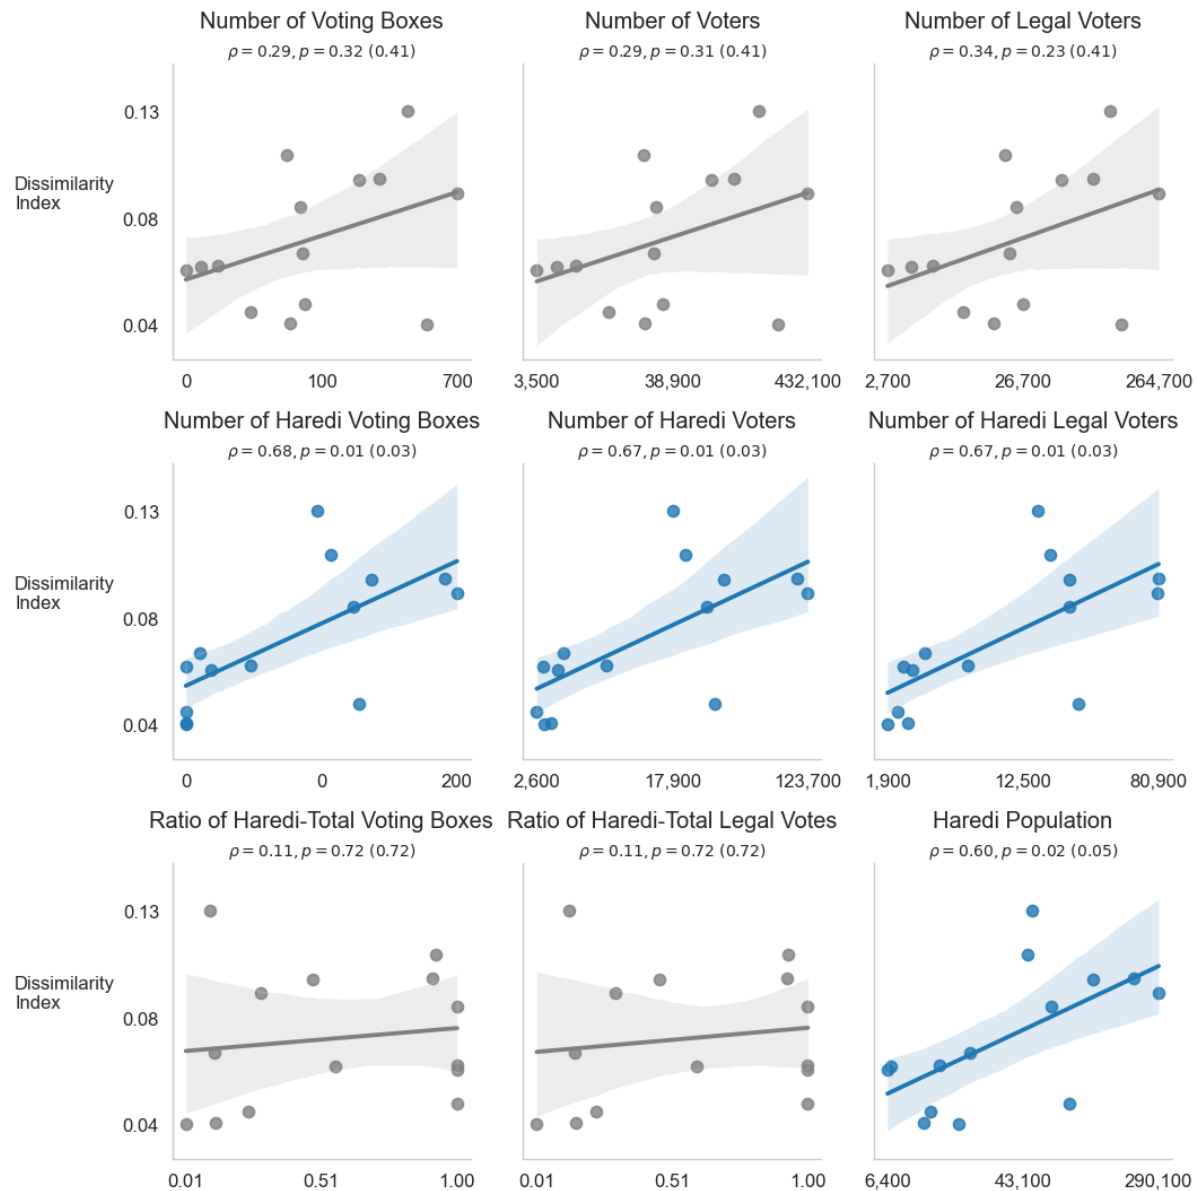 Number of Voting Boxes
ρ = 0.29, p = 0.32 (0.41)
Number of Voters
ρ = 0.29, p = 0.31 (0.41)
Number of Legal Voters
ρ = 0.34, p = 0.23 (0.41)
Dissimilarity
Index
0.13
0.08
0.04
0 100 700
3,500 38,900 432,100
2,700 26,700 264,700
Number of Haredi Voting Boxes
ρ = 0.68, p = 0.01 (0.03)
Number of Haredi Voters
ρ = 0.67, p = 0.01 (0.03)
Number of Haredi Legal Voters
ρ = 0.67, p = 0.01 (0.03)
Dissimilarity
Index
0.13
0.08
0.04
0 0 200
2,600 17,900 123,700
1,900 12,500 80,900
Ratio of Haredi-Total Voting Boxes
ρ = 0.11, p = 0.72 (0.72)
Ratio of Haredi-Total Legal Votes
ρ = 0.11, p = 0.72 (0.72)
Haredi Population
ρ = 0.60, p = 0.02 (0.05)
Dissimilarity
Index
0.13
0.08
0.04
0.01 0.51 1.00
0.01 0.51 1.00
6,400 43,100 290,100